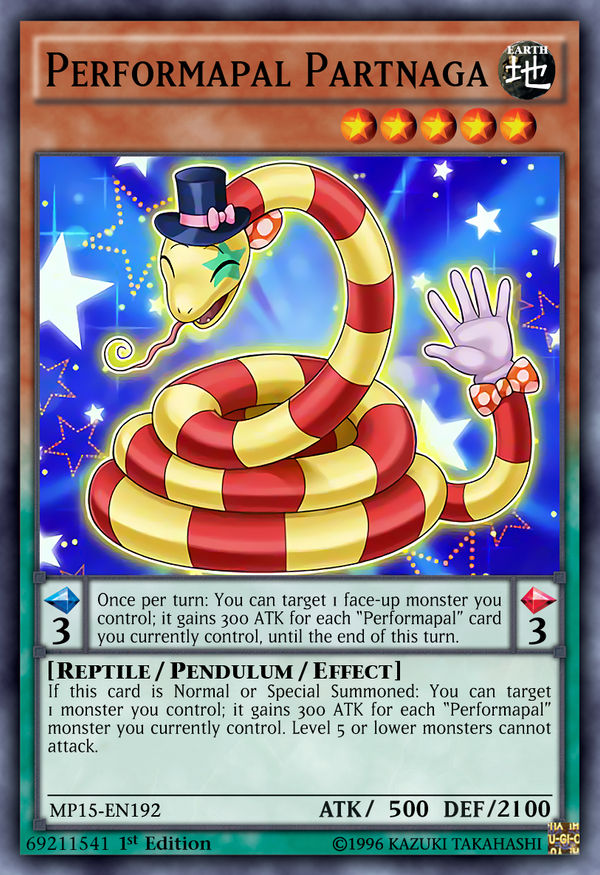 Performapal Partnaga
EARTH
地
3
Once per turn: You can target 1 face-up monster you
control; it gains 300 ATK for each “Performapal” card
you currently control, until the end of this turn.
3
[Reptile / Pendulum / Effect]
If this card is Normal or Special Summoned: You can target
1 monster you control; it gains 300 ATK for each “Performapal”
monster you currently control. Level 5 or lower monsters cannot
attack.
MP15-EN192
ATK/ 500 DEF/2100
69211541 1st Edition
©1996 KAZUKI TAKAHASHI